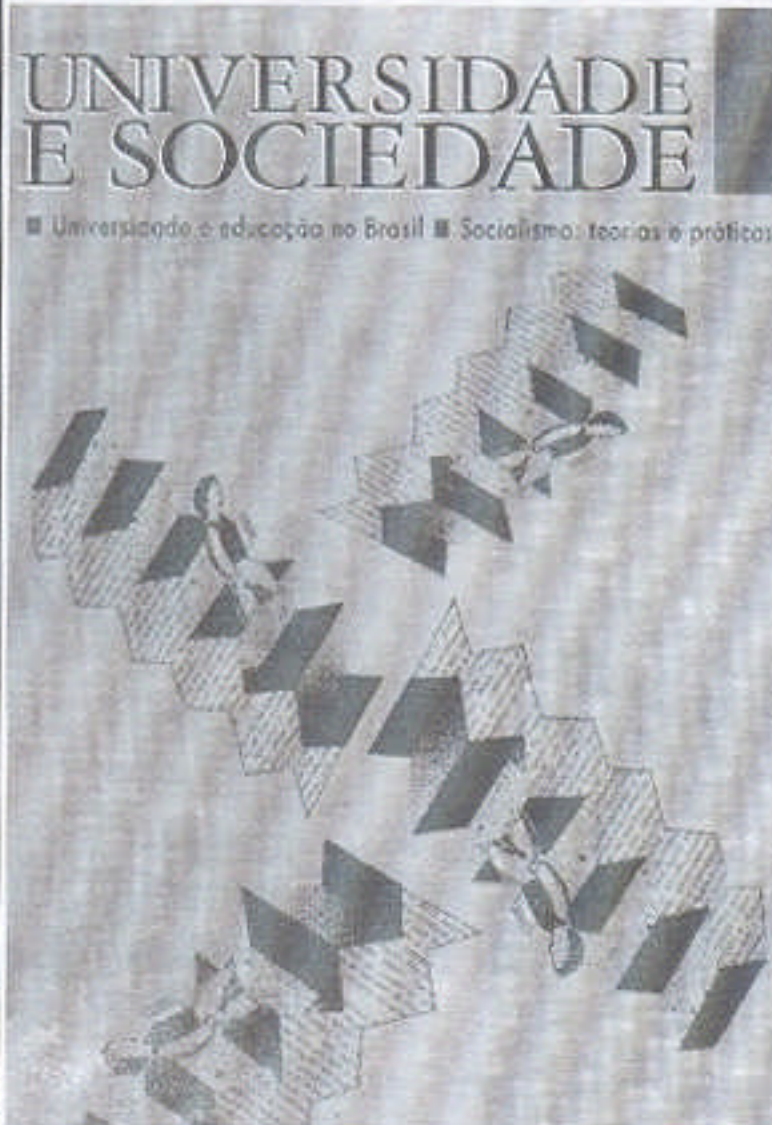 UNIVERSIDADE
E SOCIEDADE
■ Universidade e educação no Brasil ■ Socialismo: teorias e práticas